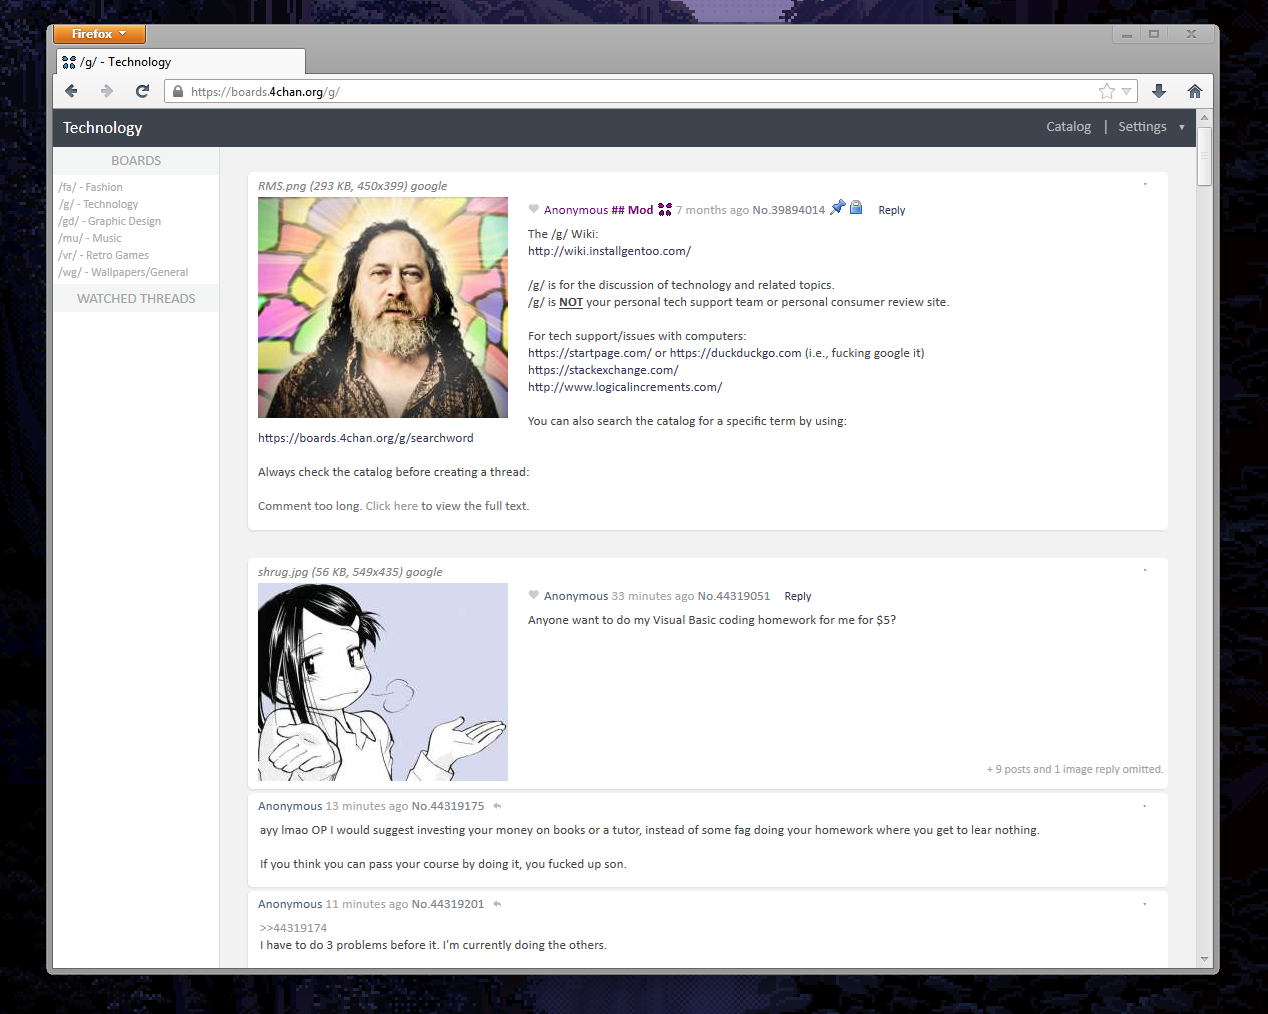 Firefox
/g/ - Technology
https://boards.4chan.org/g/
Technology
Catalog | Settings
BOARDS
/fa/ - Fashion
/g/ - Technology
/gd/ - Graphic Design
/mu/ - Music
/vr/ - Retro Games
/wg/ - Wallpapers/General
WATCHED THREADS
RMS.png (293 KB, 450x399) google
Anonymous ## Mod 7 months ago No.39894014 Reply
The /g/ Wiki:
http://wiki.installgentoo.com/
/g/ is for the discussion of technology and related topics.
/g/ is NOT your personal tech support team or personal consumer review site.
For tech support/issues with computers:
https://startpage.com/ or https://duckduckgo.com (i.e., fucking google it)
https://stackexchange.com/
http://www.logicalincrements.com/
You can also search the catalog for a specific term by using:
https://boards.4chan.org/g/searchword
Always check the catalog before creating a thread:
Comment too long. Click here to view the full text.
shrug.jpg (56 KB, 549x435) google
Anonymous 33 minutes ago No.44319051 Reply
Anyone want to do my Visual Basic coding homework for me for $5?
+ 9 posts and 1 image reply omitted.
Anonymous 13 minutes ago No.44319175
ayy lmao OP I would suggest investing your money on books or a tutor, instead of some fag doing your homework where you get to lear nothing.
If you think you can pass your course by doing it, you fucked up son.
Anonymous 11 minutes ago No.44319201
>>44319174
I have to do 3 problems before it. I'm currently doing the others.